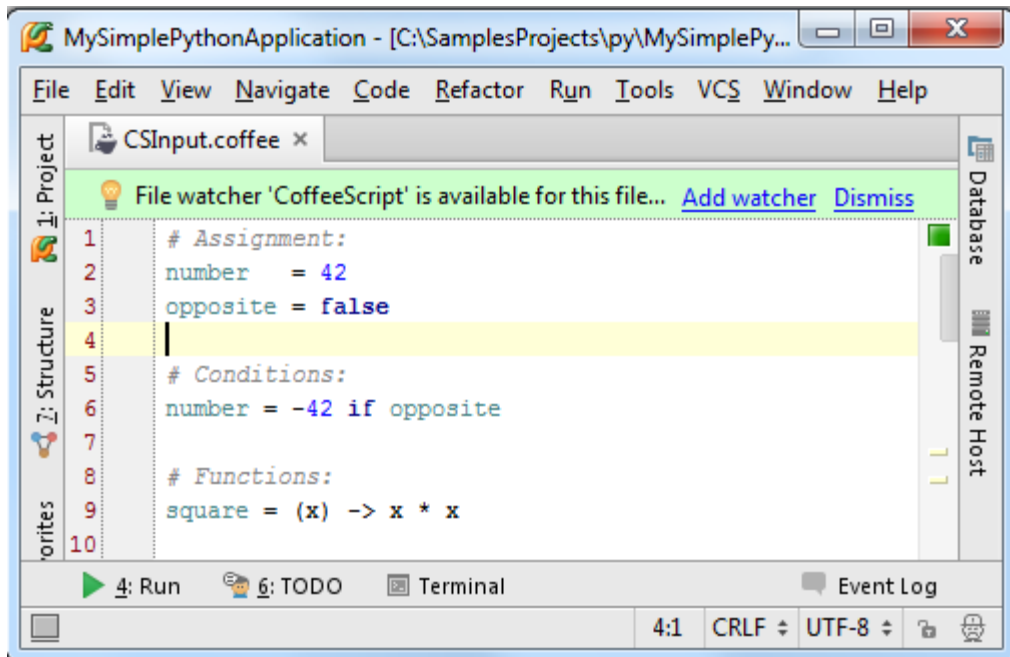 MySimplePythonApplication - [C:\SamplesProjects\py\MySimplePy...
File Edit View Navigate Code Refactor Run Tools VCS Window Help
CSInput.coffee ×
File watcher 'CoffeeScript' is available for this file... Add watcher Dismiss
1: Project
7: Structure
orites
1 # Assignment:
2 number   = 42
3 opposite = false
4
5 # Conditions:
6 number = -42 if opposite
7
8 # Functions:
9 square = (x) -> x * x
10
Database
Remote Host
4: Run 6: TODO Terminal Event Log
4:1 CRLF UTF-8